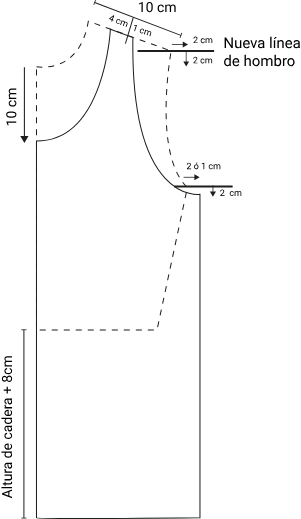 10 cm
4 cm
1 cm
2 cm
Nueva línea
de hombro
2 cm
10 cm
2 ó 1 cm
2 cm
Altura de cadera + 8cm